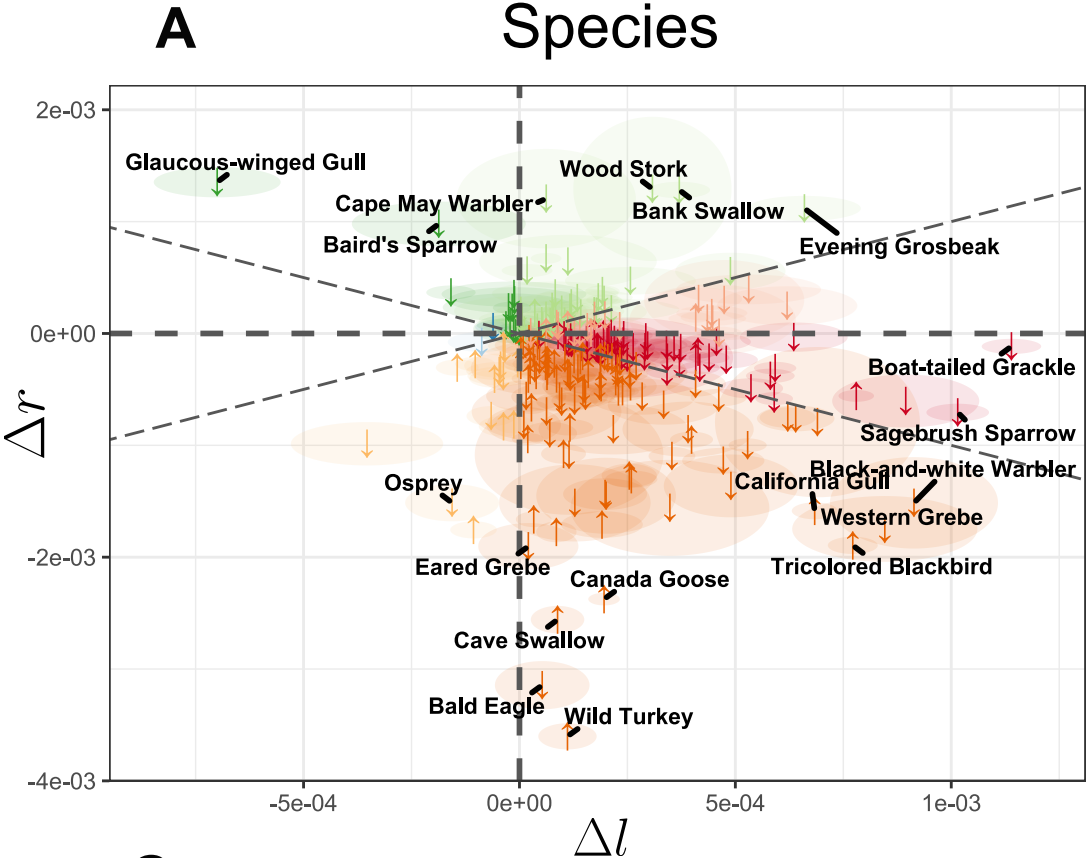 A
Species
2e-03
0e+00
-2e-03
-4e-03
Δr
Glaucous-winged Gull
Wood Stork
Cape May Warbler
Bank Swallow
Baird's Sparrow
Evening Grosbeak
Boat-tailed Grackle
Sagebrush Sparrow
Black-and-white Warbler
Osprey
California Gull
Western Grebe
Eared Grebe
Tricolored Blackbird
Canada Goose
Cave Swallow
Bald Eagle
Wild Turkey
-5e-04
0e+00
5e-04
1e-03
Δl